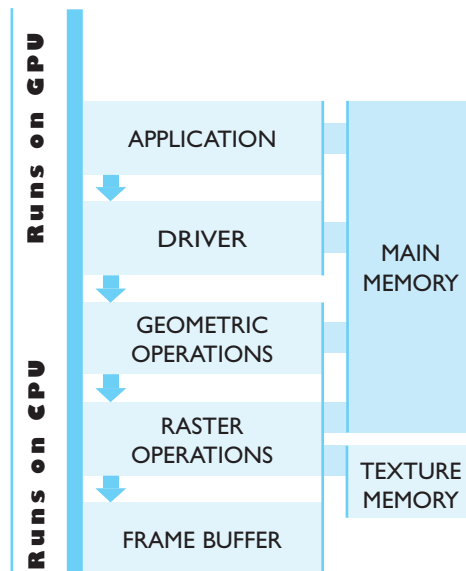 Runs on GPU
APPLICATION
DRIVER
MAIN
MEMORY
GEOMETRIC
OPERATIONS
Runs on CPU
RASTER
OPERATIONS
TEXTURE
MEMORY
FRAME BUFFER